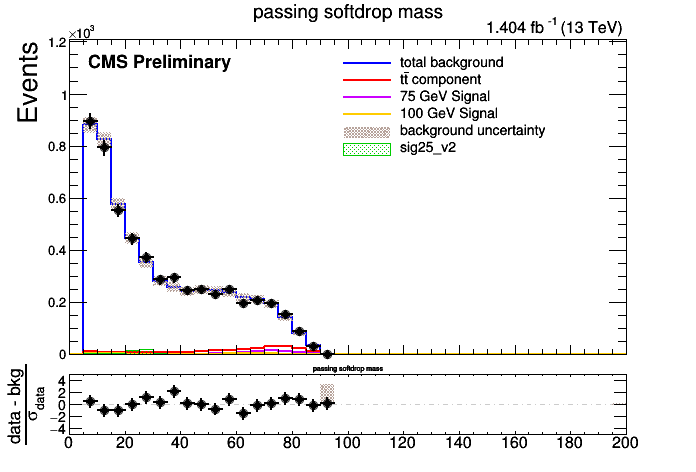 passing softdrop mass
×10³
1.404 fb⁻¹ (13 TeV)
CMS Preliminary
total background
tt̄ component
75 GeV Signal
100 GeV Signal
background uncertainty
sig25_v2
Events
1.2
1
0.8
0.6
0.4
0.2
0
passing softdrop mass
data - bkg
σdata
4
2
0
−2
−4
0 20 40 60 80 100 120 140 160 180 200